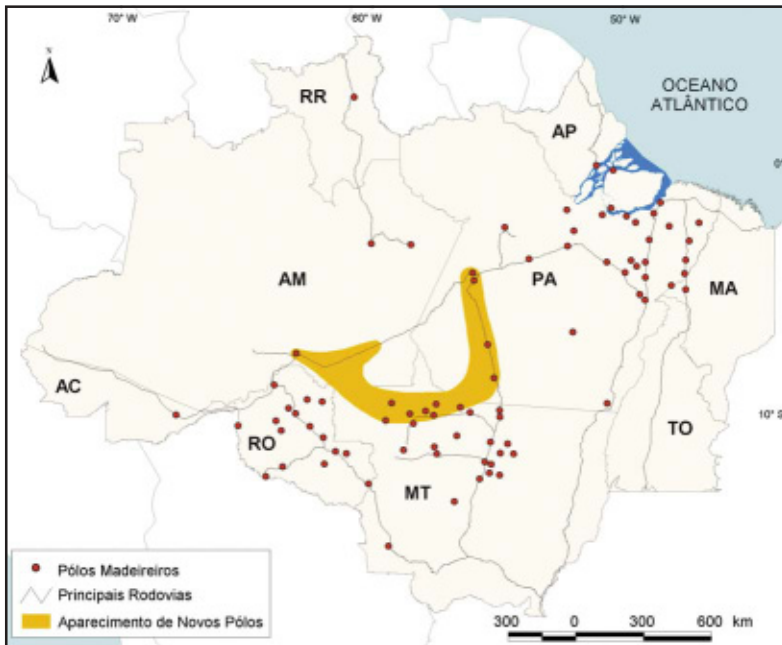 70° W
60° W
50° W
N
RR
AP
OCEANO
ATLÂNTICO
0°
AM
PA
MA
AC
RO
TO
10° S
MT
Pólos Madeireiros
Principais Rodovias
Aparecimento de Novos Pólos
300 0 300 600 km